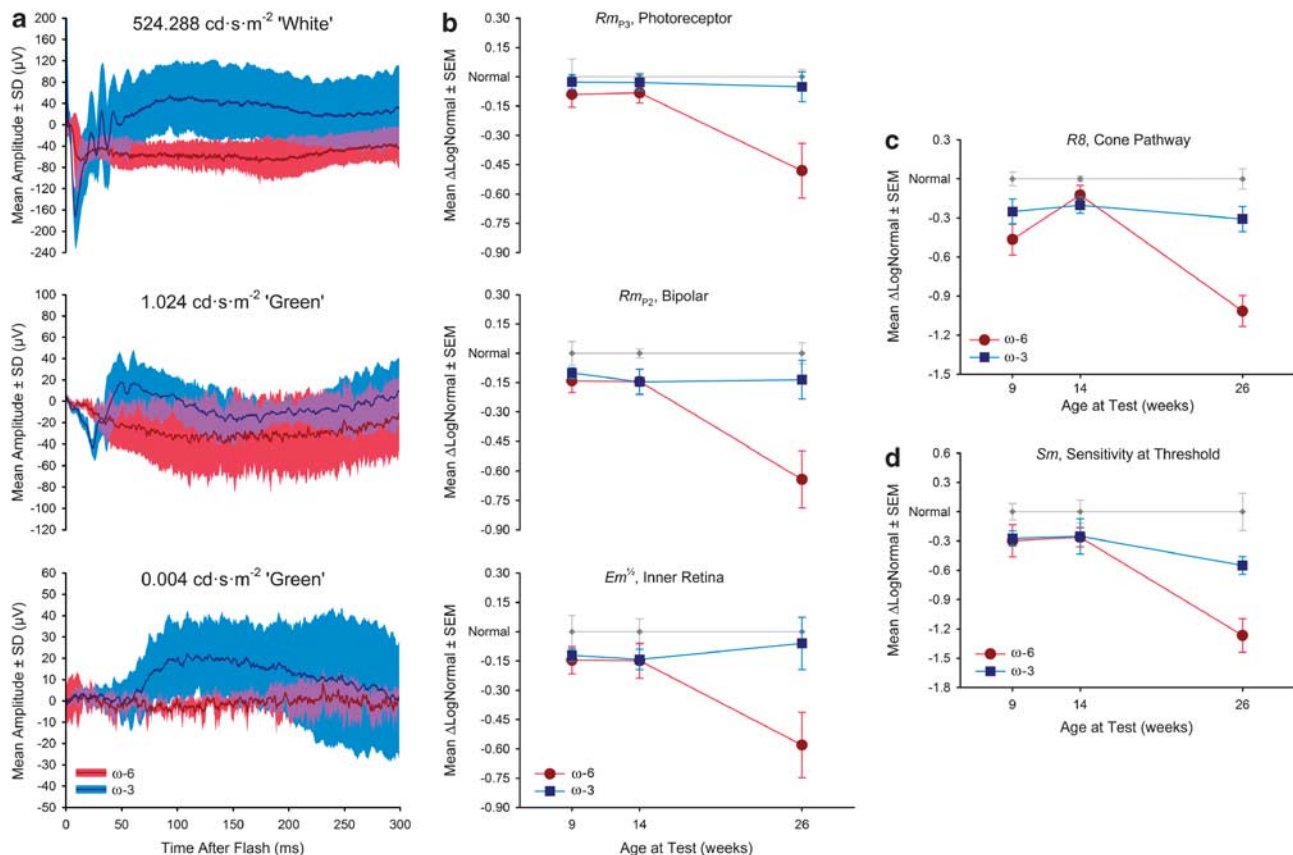 a
524.288 cd·s·m-2 'White'
Mean Amplitude ± SD (µV)
200
160
120
80
40
0
-40
-80
-120
-160
-200
-240
1.024 cd·s·m-2 'Green'
Mean Amplitude ± SD (µV)
100
80
60
40
20
0
-20
-40
-60
-80
-100
-120
0.004 cd·s·m-2 'Green'
Mean Amplitude ± SD (µV)
60
50
40
30
20
10
0
-10
-20
-30
-40
-50
ω-6
ω-3
0 50 100 150 200 250 300
Time After Flash (ms)
b
RmP3, Photoreceptor
Mean ΔLogNormal ± SEM
0.30
0.15
Normal
-0.15
-0.30
-0.45
-0.60
-0.75
-0.90
RmP2, Bipolar
Mean ΔLogNormal ± SEM
0.30
0.15
Normal
-0.15
-0.30
-0.45
-0.60
-0.75
-0.90
Em½, Inner Retina
Mean ΔLogNormal ± SEM
0.30
0.15
Normal
-0.15
-0.30
-0.45
-0.60
-0.75
-0.90
ω-6
ω-3
9 14 26
Age at Test (weeks)
c
R8, Cone Pathway
Mean ΔLogNormal ± SEM
0.3
Normal
-0.3
-0.6
-0.9
-1.2
-1.5
ω-6
ω-3
9 14 26
Age at Test (weeks)
d
Sm, Sensitivity at Threshold
Mean ΔLogNormal ± SEM
0.6
0.3
Normal
-0.3
-0.6
-0.9
-1.2
-1.5
-1.8
ω-6
ω-3
9 14 26
Age at Test (weeks)